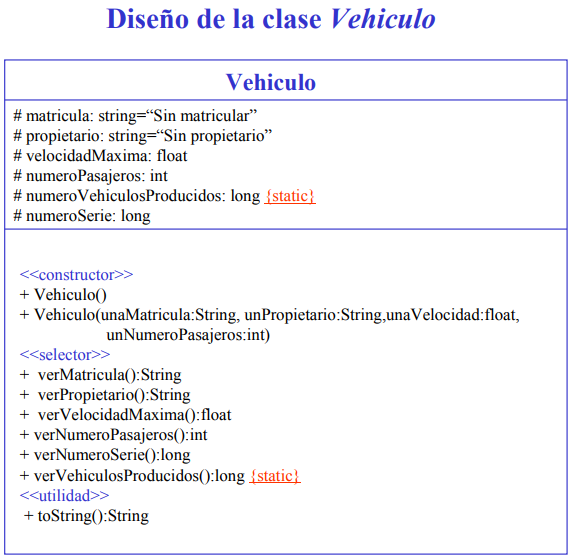 Diseño de la clase Vehiculo
Vehiculo
# matricula: string=“Sin matricular”
# propietario: string=“Sin propietario”
# velocidadMaxima: float
# numeroPasajeros: int
# numeroVehiculosProducidos: long {static}
# numeroSerie: long
<<constructor>>
+ Vehiculo()
+ Vehiculo(unaMatricula:String, unPropietario:String,unaVelocidad:float,
unNumeroPasajeros:int)
<<selector>>
+ verMatricula():String
+ verPropietario():String
+ verVelocidadMaxima():float
+ verNumeroPasajeros():int
+ verNumeroSerie():long
+ verVehiculosProducidos():long {static}
<<utilidad>>
+ toString():String